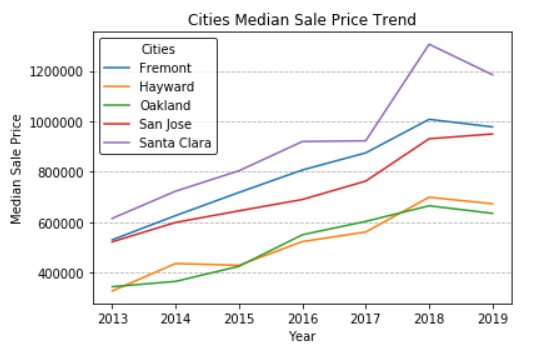 Cities Median Sale Price Trend
Cities
Fremont
Hayward
Oakland
San Jose
Santa Clara
Median Sale Price
1200000
1000000
800000
600000
400000
2013 2014 2015 2016 2017 2018 2019
Year